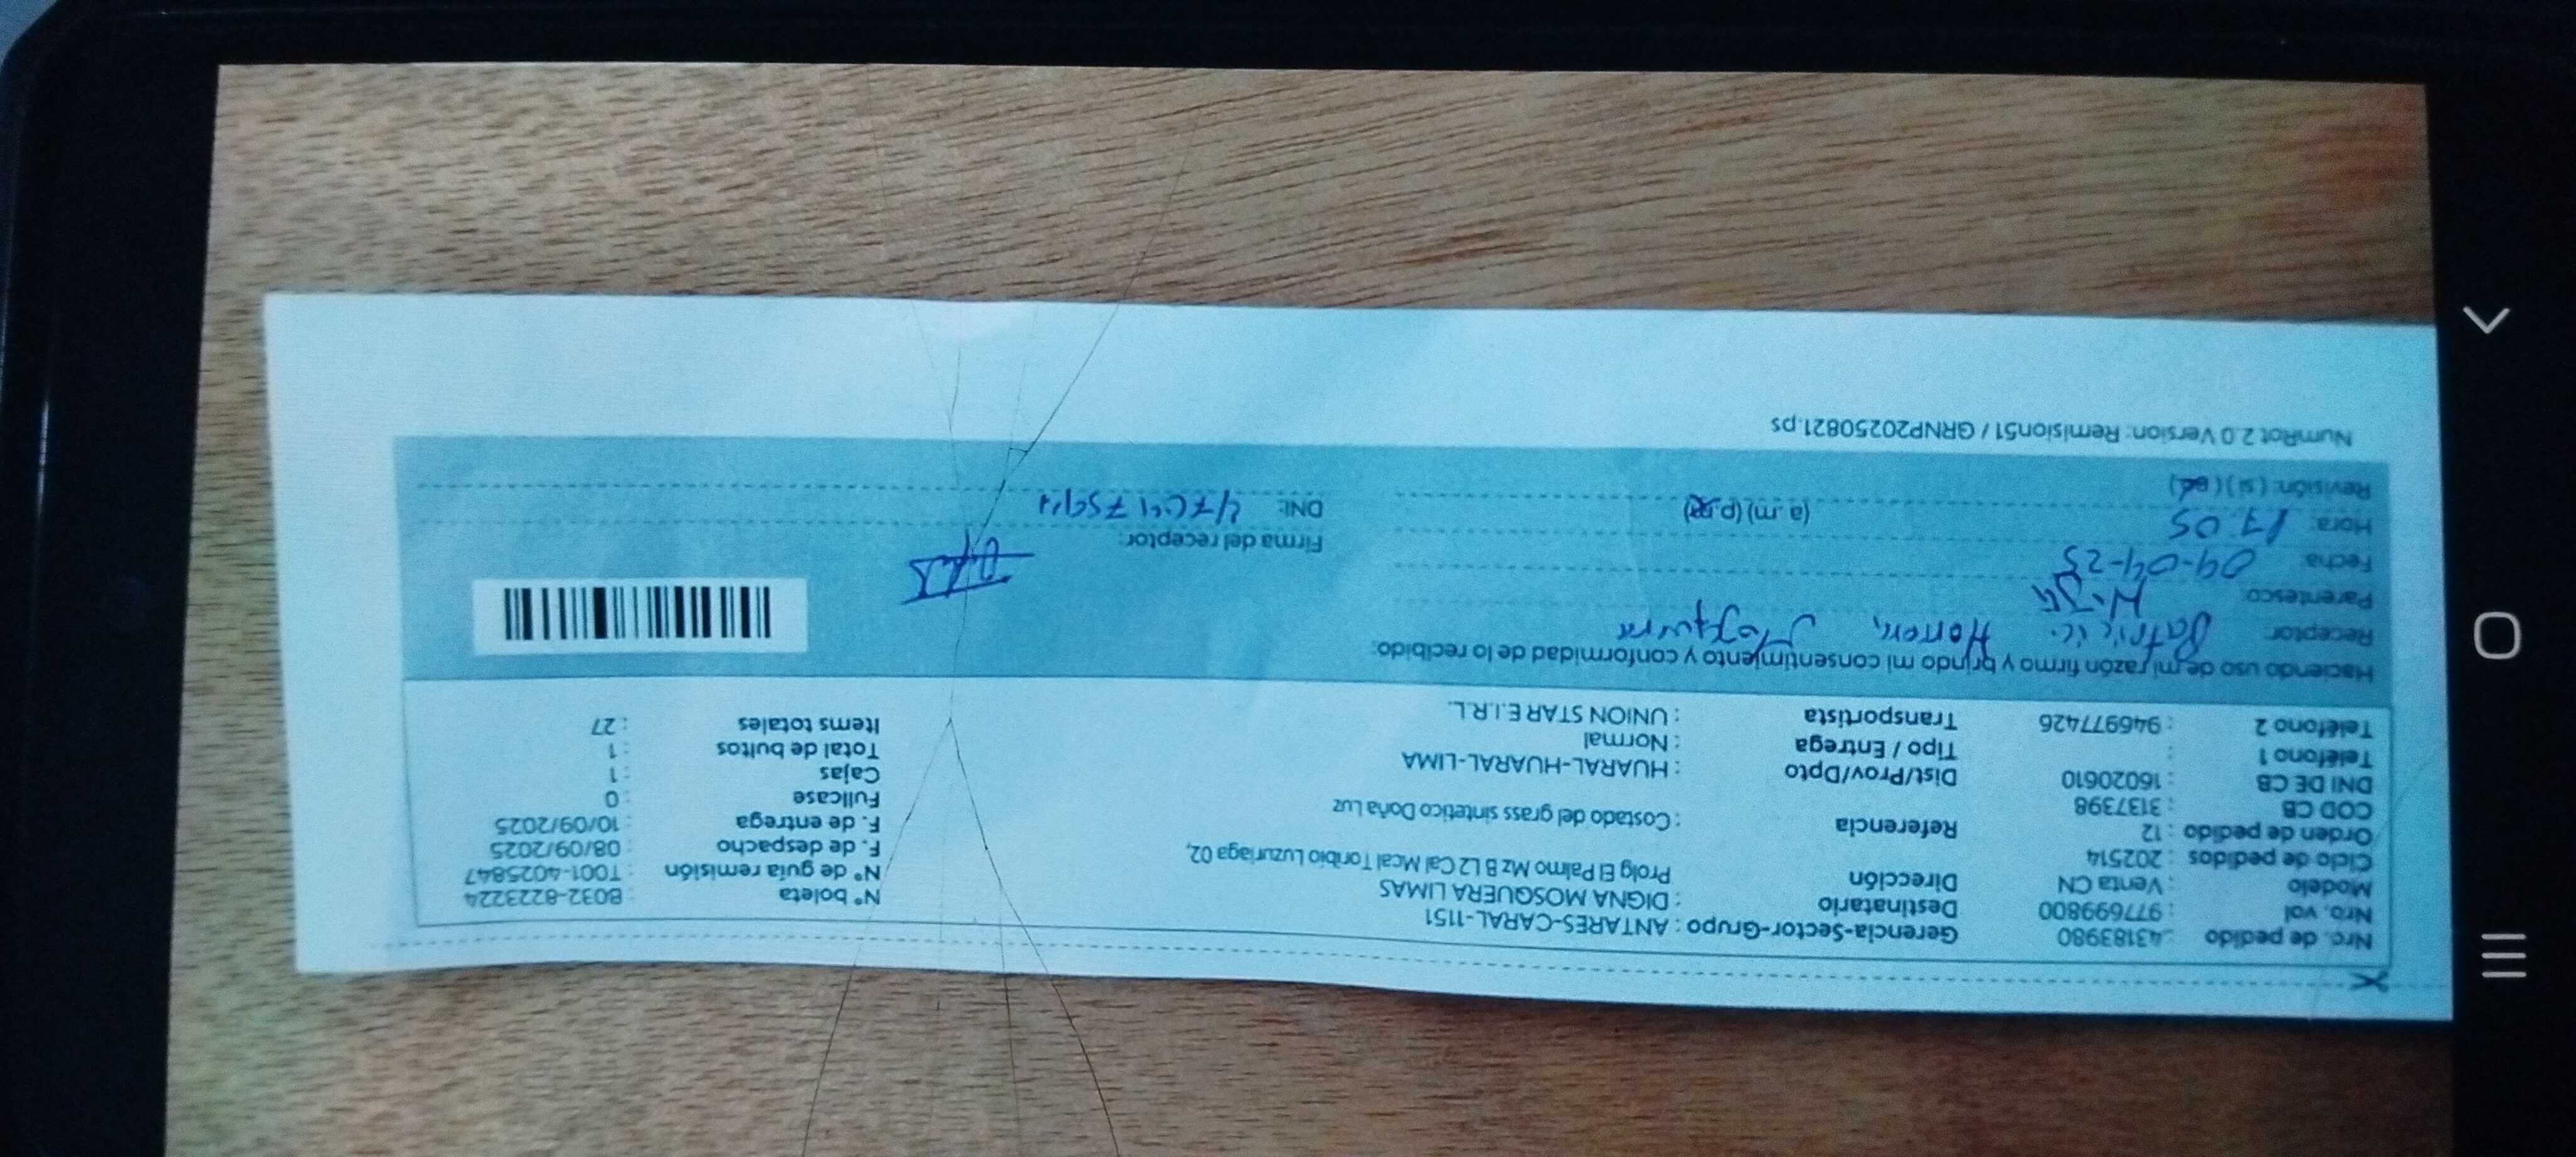 Nro. de pedido : 43183980 Gerencia-Sector-Grupo : ANTARES-CARAL-1151
Nro. vol : 977699800 Destinatario : DIGNA MOSQUERA LIMAS N° boleta : B032-8223224
Modelo : Venta CN Dirección Prolg El Palmo Mz B L2 Cal Mcal Toribio Luzuriaga 02, N° de guía remisión : T001-4025847
Ciclo de pedidos : 202514 F. de despacho : 08/09/2025
Orden de pedido : 12 Referencia : Costado del grass sintetico Doña Luz F. de entrega : 10/09/2025
COD CB : 3137398 Fullcase : 0
DNI DE CB : 16020610 Dist/Prov/Dpto : HUARAL-HUARAL-LIMA Cajas : 1
Teléfono 1 : Tipo / Entrega : Normal Total de bultos : 1
Teléfono 2 : 946977426 Transportista : UNION STAR E.I.R.L. Items totales : 27
Haciendo uso de mi razón firmo y brindo mi consentimiento y conformidad de lo recibido:
Receptor: Patricia
Parentesco: Hija
Fecha:
Hora: 17:05 (a.m) (p.m) Firma del receptor:
Revisión: (si) DNI:
NumRot 2.0 Version: Remision51 / GRNP20250821.ps